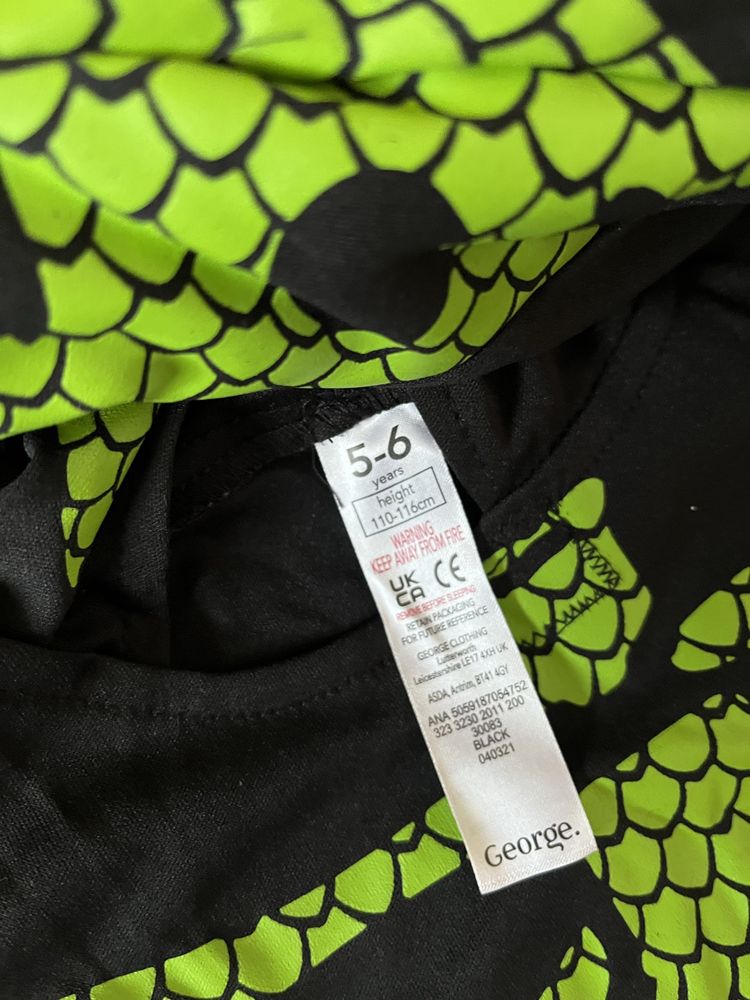 5-6
years
height
110-116cm
WARNING
KEEP AWAY FROM FIRE
UK
CA CE
REMOVE BEFORE SLEEPING
RETAIN PACKAGING
FOR FUTURE REFERENCE
GEORGE CLOTHING
Lutterworth
Leicestershire LE17 4XH UK
ASDA, Antrim, BT41 4GY
ANA 5059187054752
323 3230 2011 200
30083
BLACK
040321
George.